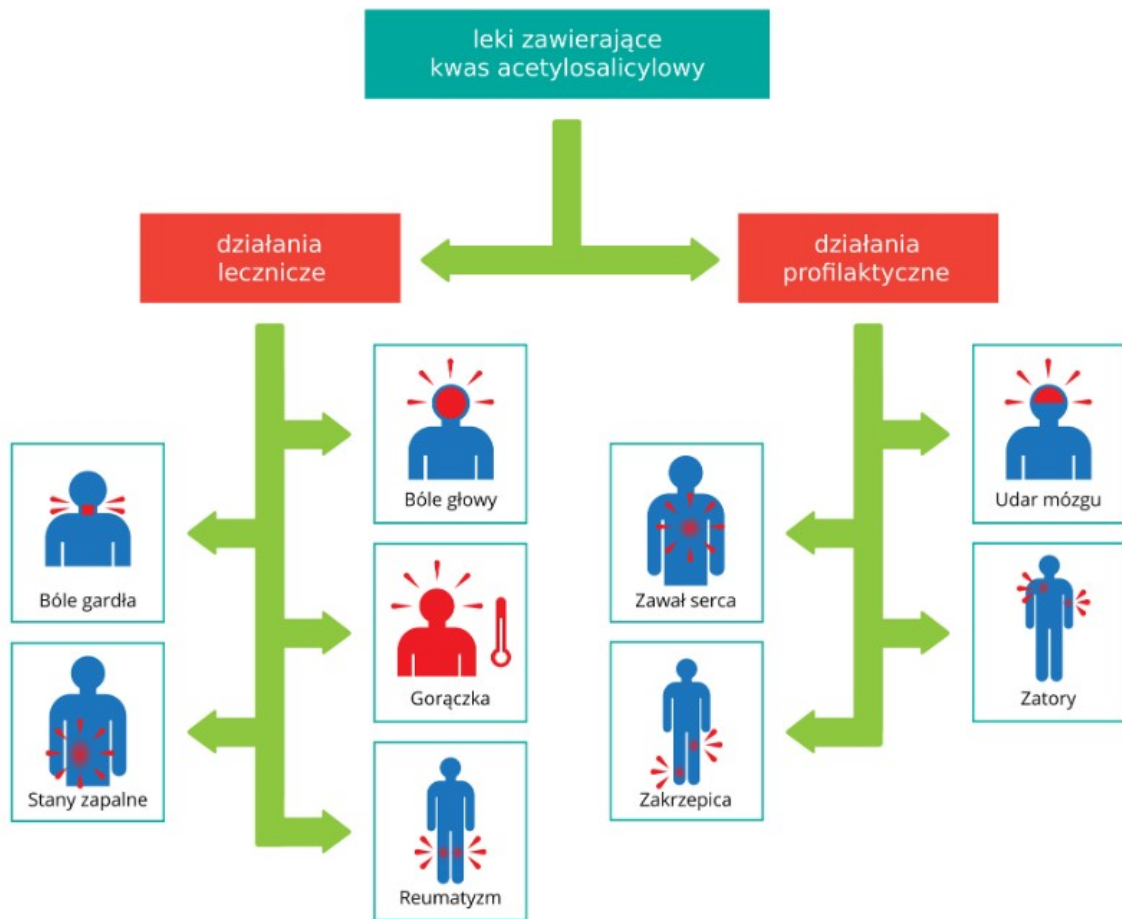 leki zawierające
kwas acetylosalicylowy
działania
lecznicze
działania
profilaktyczne
Bóle głowy
Bóle gardła
Gorączka
Stany zapalne
Reumatyzm
Udar mózgu
Zawał serca
Zatory
Zakrzepica